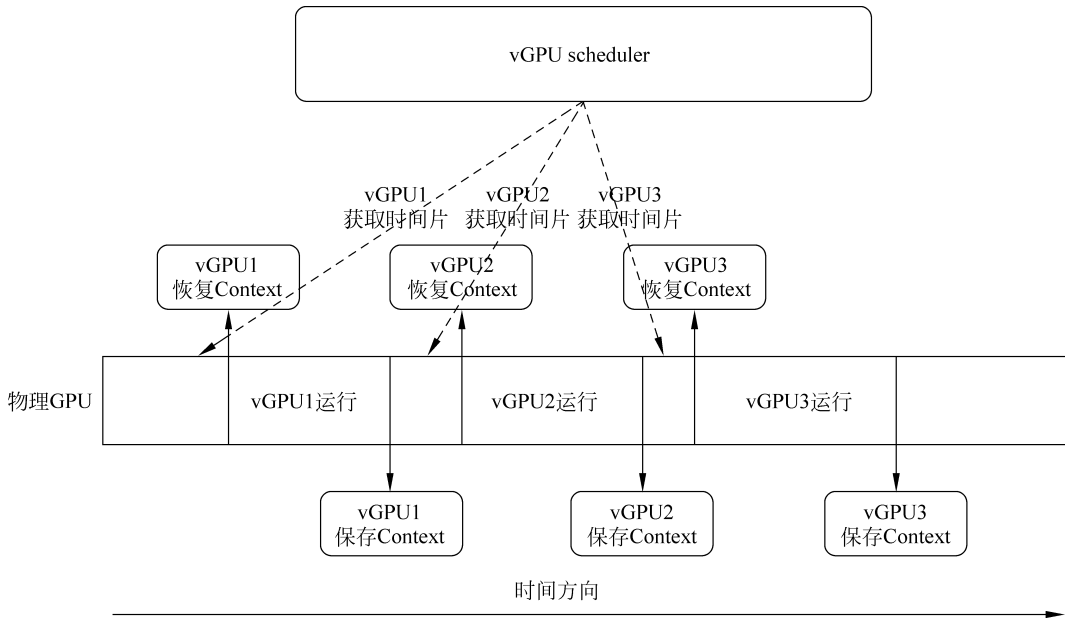 vGPU scheduler
vGPU1
获取时间片
vGPU2
获取时间片
vGPU3
获取时间片
vGPU1
恢复Context
vGPU2
恢复Context
vGPU3
恢复Context
物理GPU
vGPU1运行
vGPU2运行
vGPU3运行
vGPU1
保存Context
vGPU2
保存Context
vGPU3
保存Context
时间方向